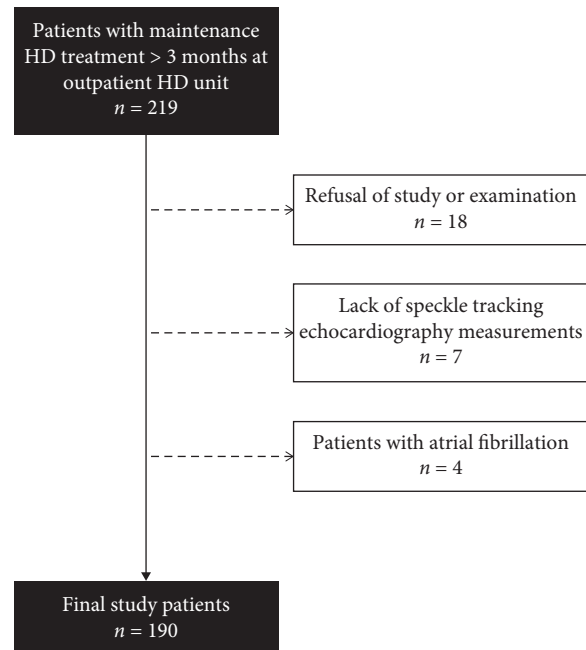 Patients with maintenance
HD treatment > 3 months at
outpatient HD unit
n = 219
Refusal of study or examination
n = 18
Lack of speckle tracking
echocardiography measurements
n = 7
Patients with atrial fibrillation
n = 4
Final study patients
n = 190